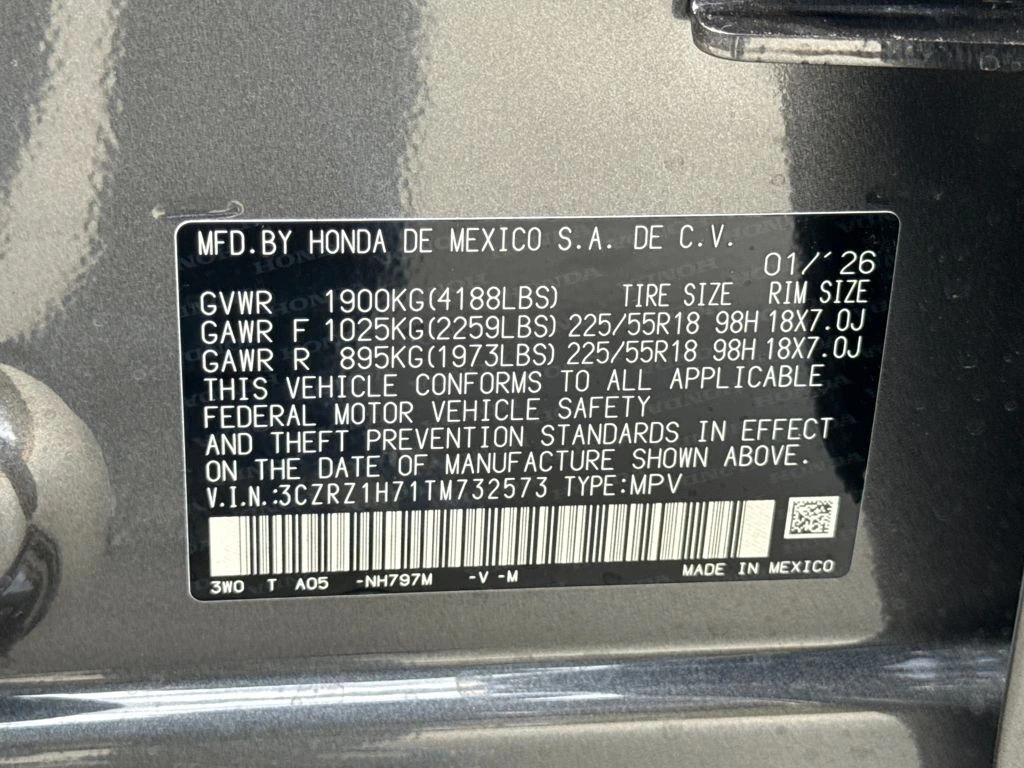 MFD.BY HONDA DE MEXICO S.A. DE C.V.
01/'26
GVWR 1900KG(4188LBS) TIRE SIZE RIM SIZE
GAWR F 1025KG(2259LBS) 225/55R18 98H 18X7.0J
GAWR R 895KG(1973LBS) 225/55R18 98H 18X7.0J
THIS VEHICLE CONFORMS TO ALL APPLICABLE
FEDERAL MOTOR VEHICLE SAFETY
AND THEFT PREVENTION STANDARDS IN EFFECT
ON THE DATE OF MANUFACTURE SHOWN ABOVE.
V.I.N.:3CZRZ1H71TM732573 TYPE:MPV
3W0 T A05 -NH797M -V -M MADE IN MEXICO